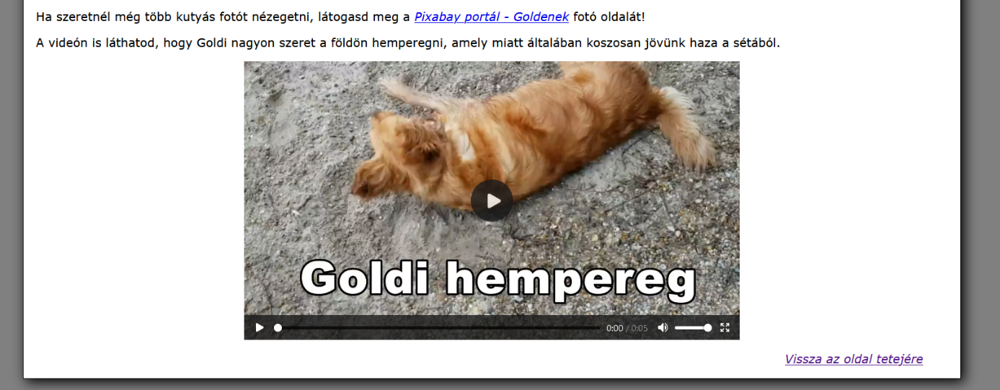 Ha szeretnél még több kutyás fotót nézegetni, látogasd meg a Pixabay portál - Goldenek fotó oldalát!
A videón is láthatod, hogy Goldi nagyon szeret a földön hemperegni, amely miatt általában koszosan jövünk haza a sétából.
Goldi hempereg
0:00 / 0:05
Vissza az oldal tetejére